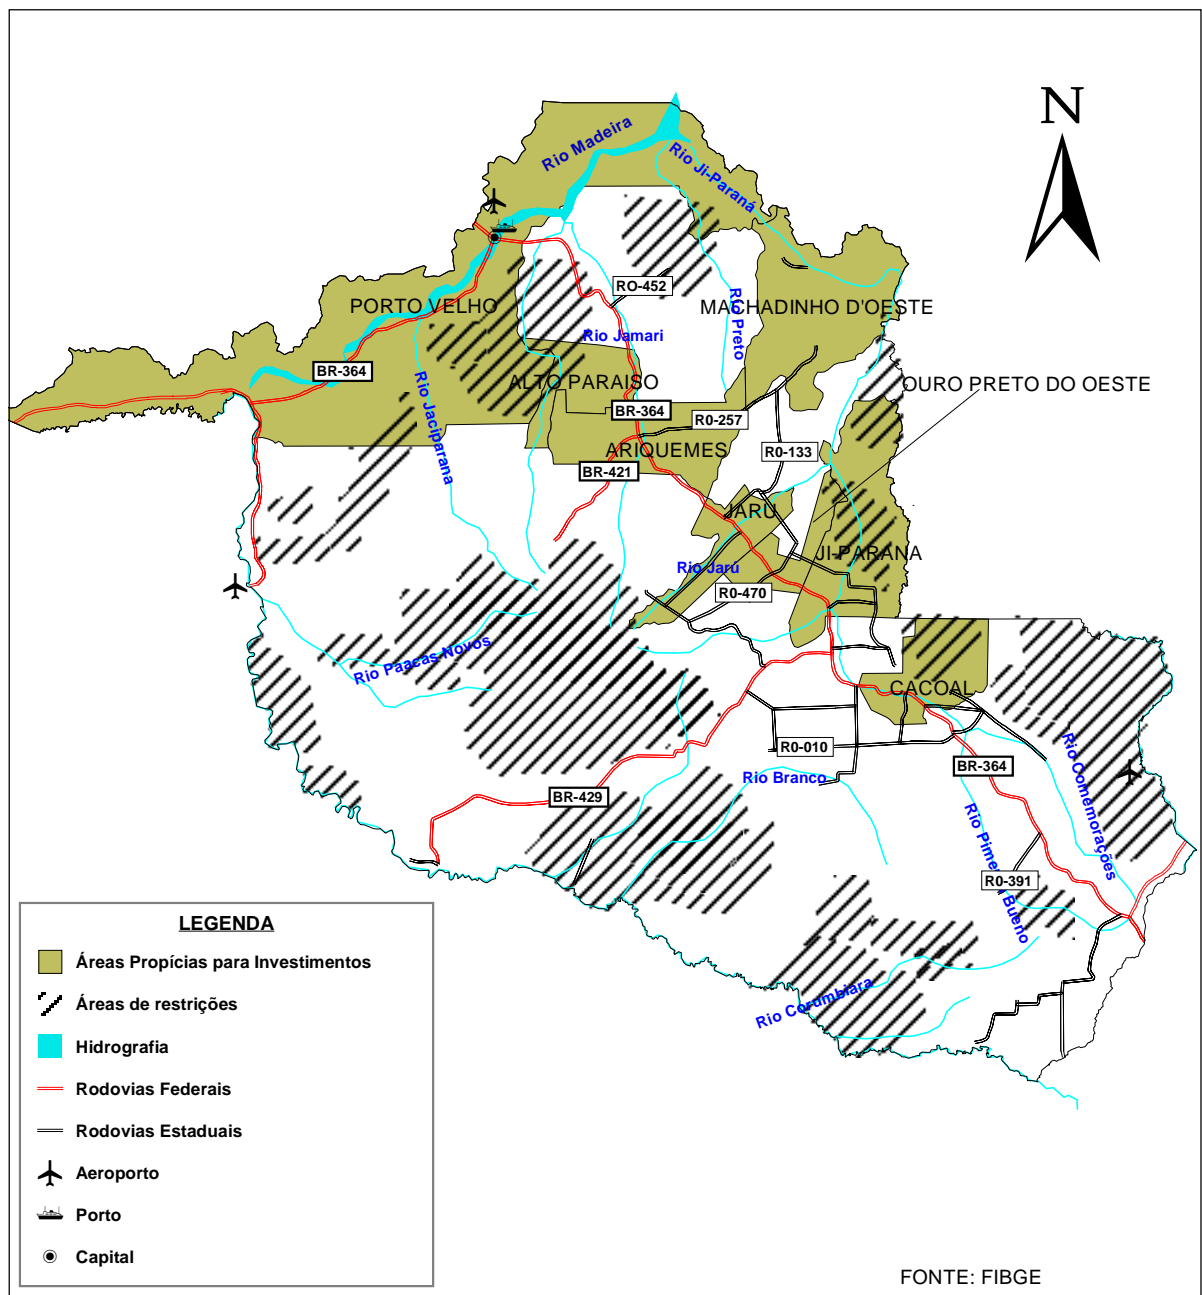 N
Rio Madeira
Rio Ji-Paraná
RO-452
PORTO VELHO
Rio Preto
MACHADINHO D'OESTE
Rio Jamari
BR-364
ALTO PARAISO
OURO PRETO DO OESTE
Rio Jaciparana
BR-364
R0-257
ARIQUEMES
R0-133
BR-421
JARU
JI-PARANA
Rio Jarú
R0-470
Rio Paacas Novos
CACOAL
R0-010
BR-364
Rio Comemorações
Rio Branco
BR-429
Rio Pimenta Bueno
R0-391
Rio Corumbiara
LEGENDA
Áreas Propícias para Investimentos
Áreas de restrições
Hidrografia
Rodovias Federais
Rodovias Estaduais
Aeroporto
Porto
Capital
FONTE: FIBGE